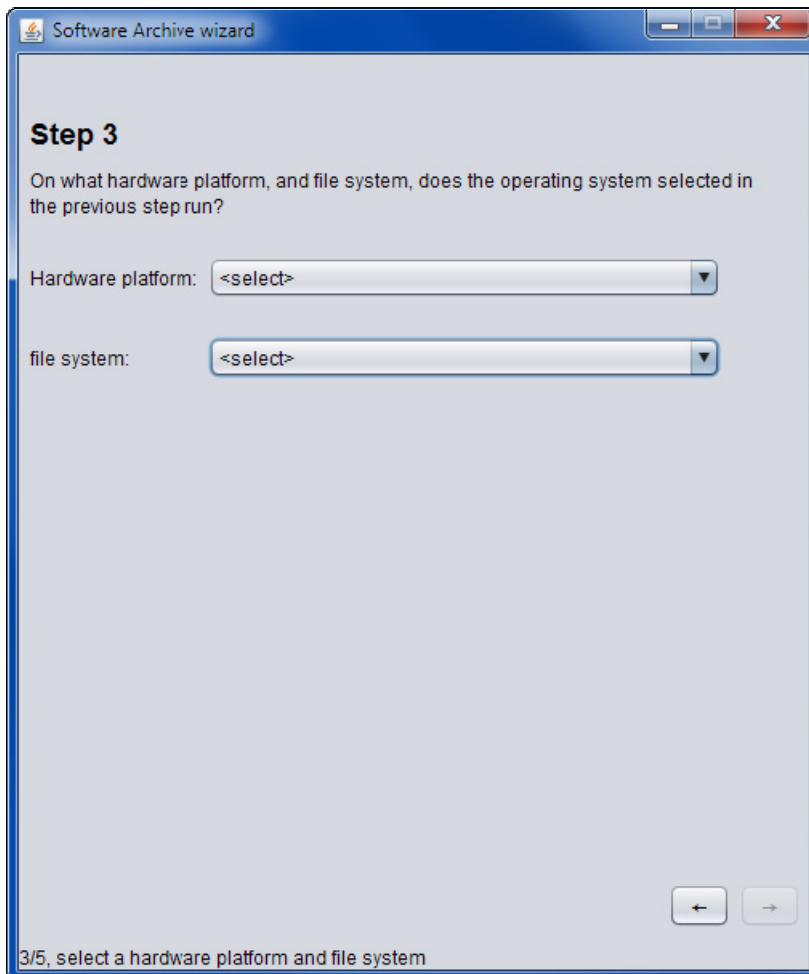 Software Archive wizard
Step 3
On what hardware platform, and file system, does the operating system selected in
the previous step run?
Hardware platform: <select>
file system: <select>
← →
3/5, select a hardware platform and file system